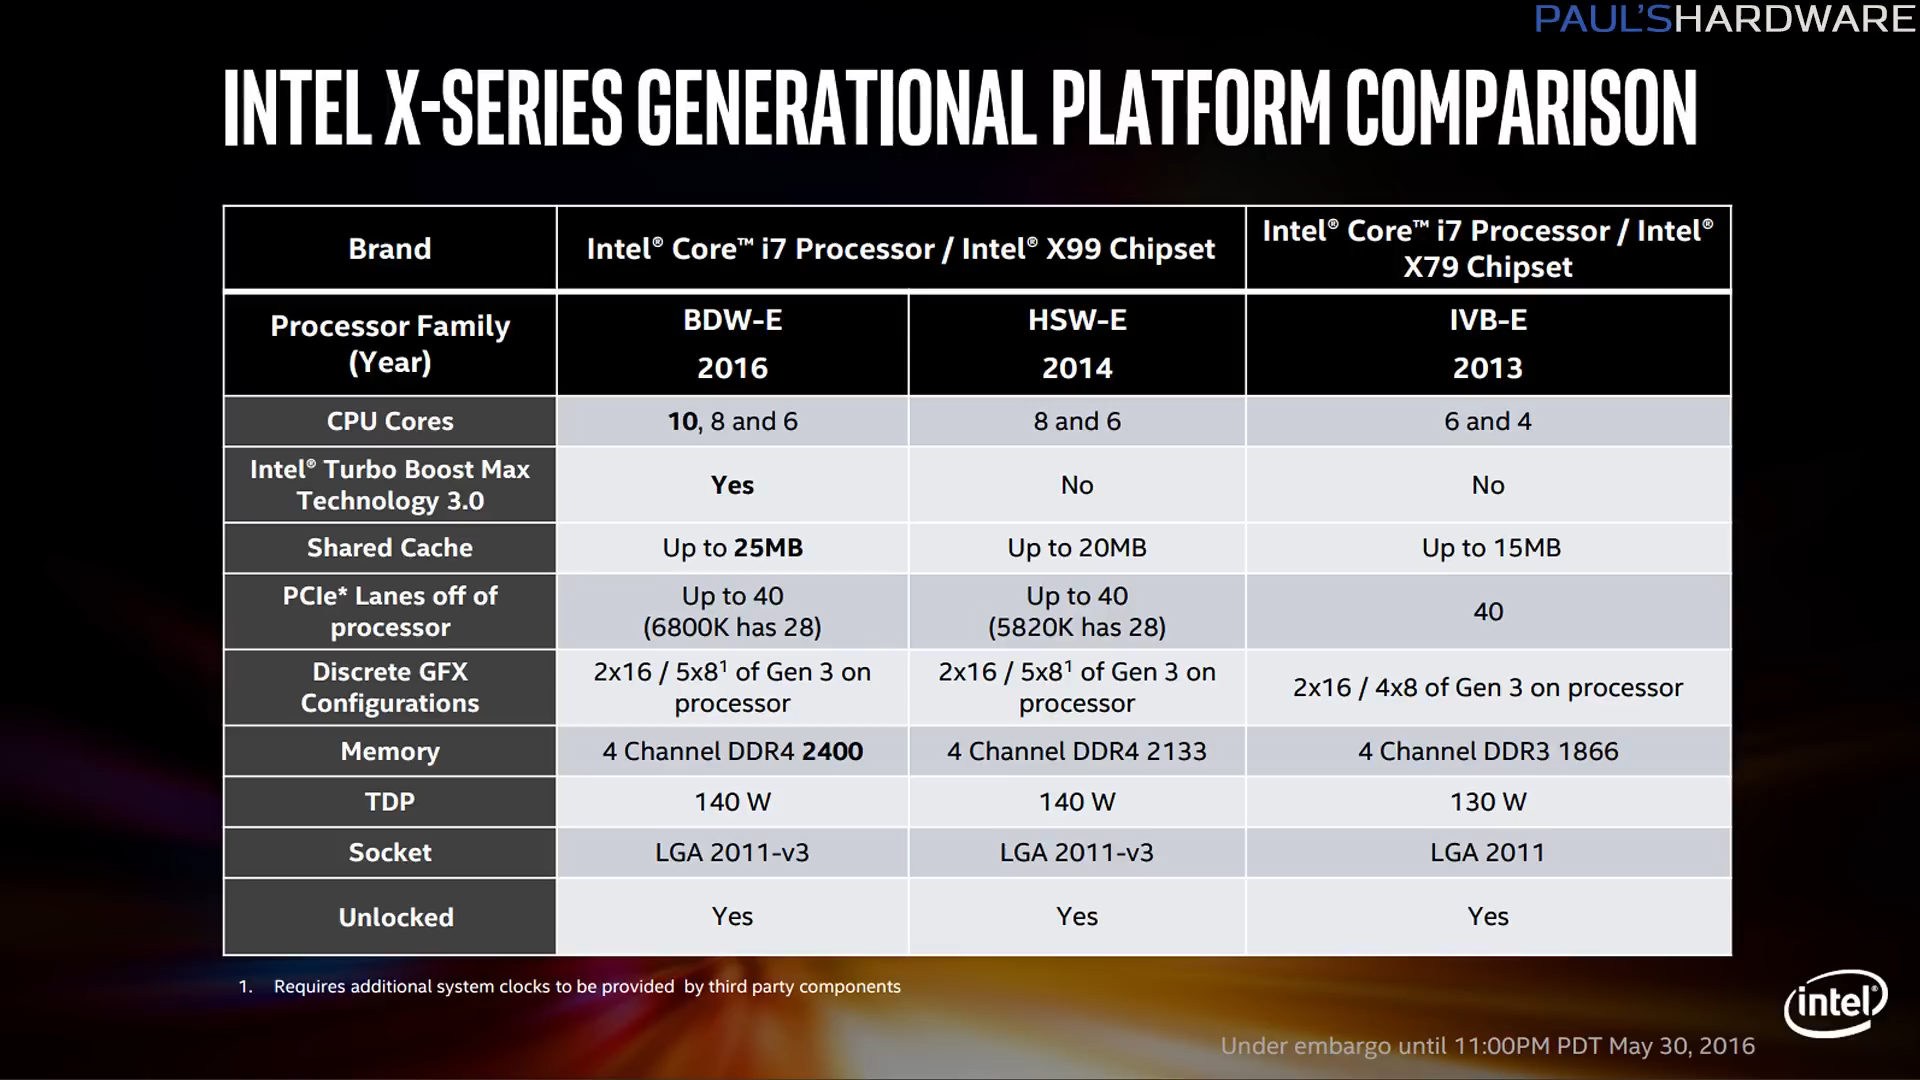 PAUL'SHARDWARE
INTEL X-SERIES GENERATIONAL PLATFORM COMPARISON
Brand
Intel® Core™ i7 Processor / Intel® X99 Chipset
Intel® Core™ i7 Processor / Intel®
X79 Chipset
Processor Family
(Year)
BDW-E
2016
HSW-E
2014
IVB-E
2013
CPU Cores
10, 8 and 6
8 and 6
6 and 4
Intel® Turbo Boost Max
Technology 3.0
Yes
No
No
Shared Cache
Up to 25MB
Up to 20MB
Up to 15MB
PCIe* Lanes off of
processor
Up to 40
(6800K has 28)
Up to 40
(5820K has 28)
40
Discrete GFX
Configurations
2x16 / 5x8¹ of Gen 3 on
processor
2x16 / 5x8¹ of Gen 3 on
processor
2x16 / 4x8 of Gen 3 on processor
Memory
4 Channel DDR4 2400
4 Channel DDR4 2133
4 Channel DDR3 1866
TDP
140 W
140 W
130 W
Socket
LGA 2011-v3
LGA 2011-v3
LGA 2011
Unlocked
Yes
Yes
Yes
1. Requires additional system clocks to be provided by third party components
intel®
Under embargo until 11:00PM PDT May 30, 2016